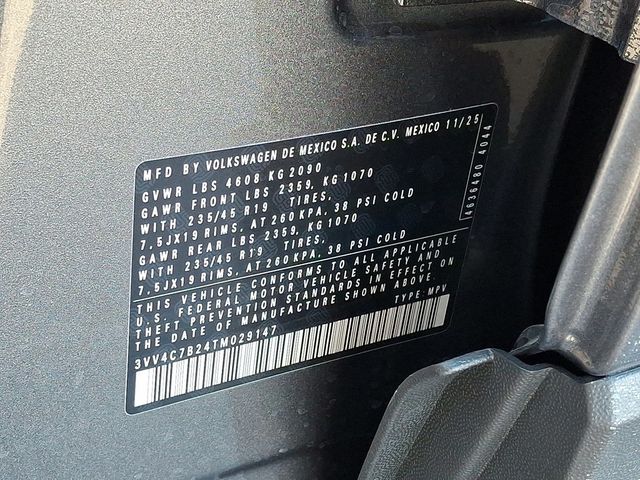 MFD BY VOLKSWAGEN DE MEXICO S.A. DE C.V. MEXICO 11/25
GVWR LBS 4608 KG 2090
GAWR FRONT LBS 2359, KG 1070
WITH 235/45 R19 TIRES,
7.5JX19 RIMS, AT 260 KPA, 38 PSI COLD
GAWR REAR LBS 2359, KG 1070
WITH 235/45 R19 TIRES,
7.5JX19 RIMS, AT 260 KPA, 38 PSI COLD
THIS VEHICLE CONFORMS TO ALL APPLICABLE
U.S. FEDERAL MOTOR VEHICLE SAFETY AND
THEFT PREVENTION STANDARDS IN EFFECT ON
THE DATE OF MANUFACTURE SHOWN ABOVE.
3VV4C7B24TM029147 TYPE: MPV
4636480 4044